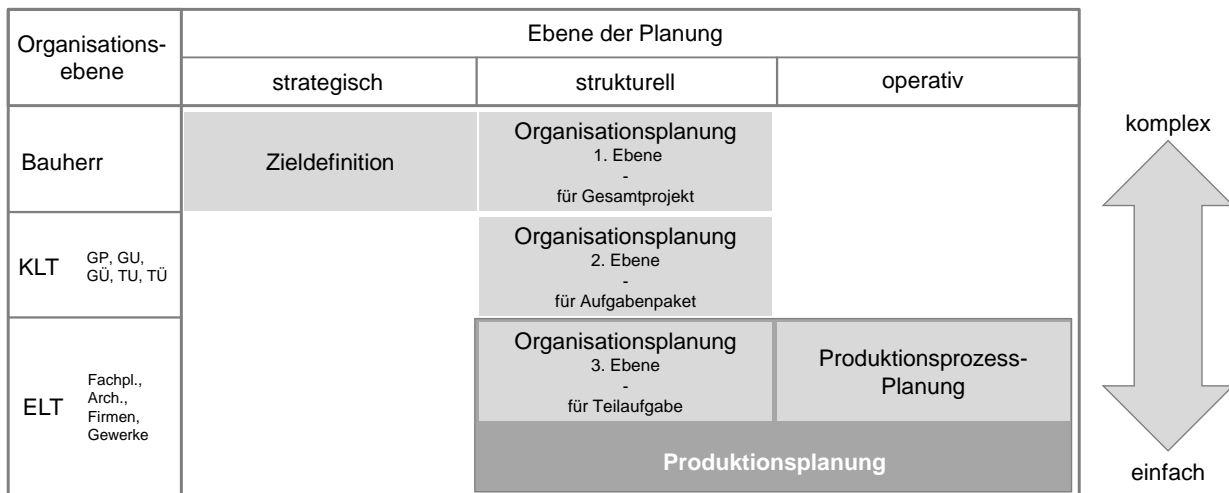 Organisations-
ebene
Ebene der Planung
strategisch
strukturell
operativ
Bauherr
Zieldefinition
Organisationsplanung
1. Ebene
-
für Gesamtprojekt
KLT
GP, GU,
GÜ, TU, TÜ
Organisationsplanung
2. Ebene
-
für Aufgabenpaket
ELT
Fachpl.,
Arch.,
Firmen,
Gewerke
Organisationsplanung
3. Ebene
-
für Teilaufgabe
Produktionsprozess-
Planung
Produktionsplanung
komplex
einfach